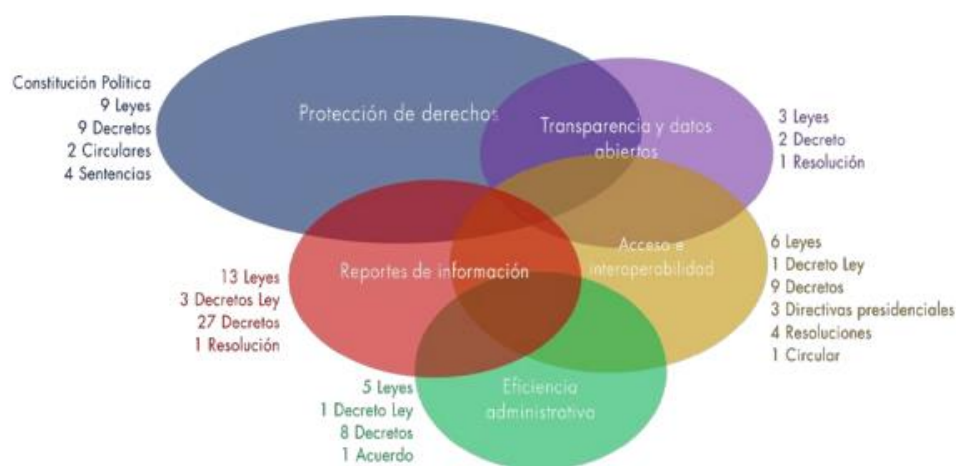 Constitución Política
9 Leyes
9 Decretos
2 Circulares
4 Sentencias
Protección de derechos
Transparencia y datos
abiertos
3 Leyes
2 Decreto
1 Resolución
13 Leyes
3 Decretos Ley
27 Decretos
1 Resolución
Reportes de información
Acceso e
interoperabilidad
6 Leyes
1 Decreto Ley
9 Decretos
3 Directivas presidenciales
4 Resoluciones
1 Circular
5 Leyes
1 Decreto Ley
8 Decretos
1 Acuerdo
Eficiencia
administrativa